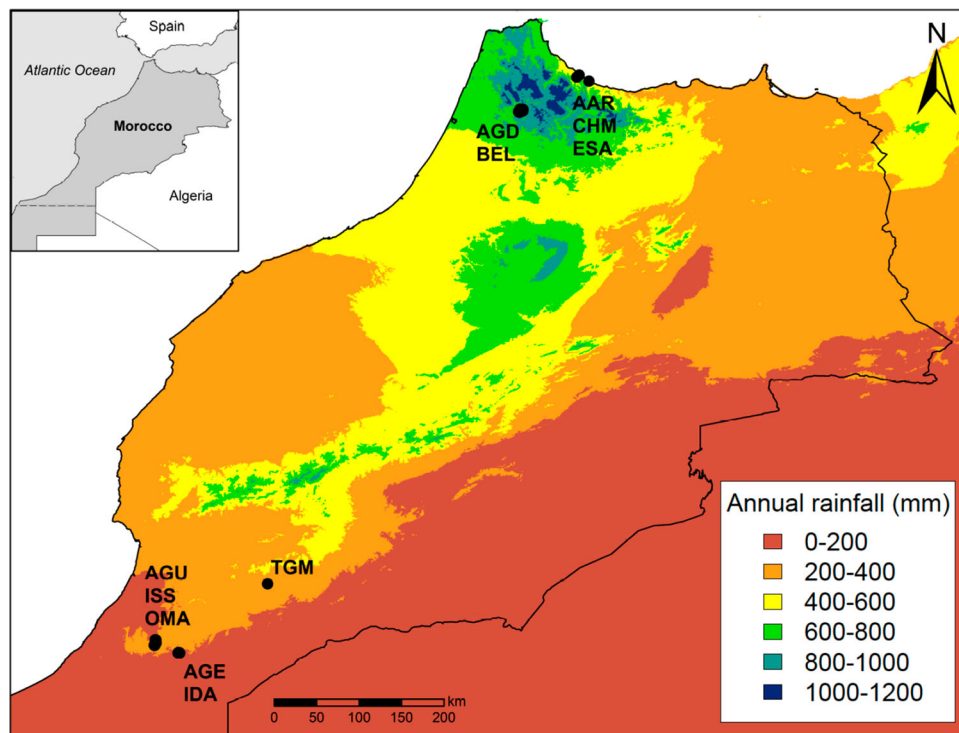 Spain
Atlantic Ocean
Morocco
Algeria
N
AAR
CHM
ESA
AGD
BEL
TGM
AGU
ISS
OMA
AGE
IDA
km
0 50 100 150 200
Annual rainfall (mm)
0-200
200-400
400-600
600-800
800-1000
1000-1200